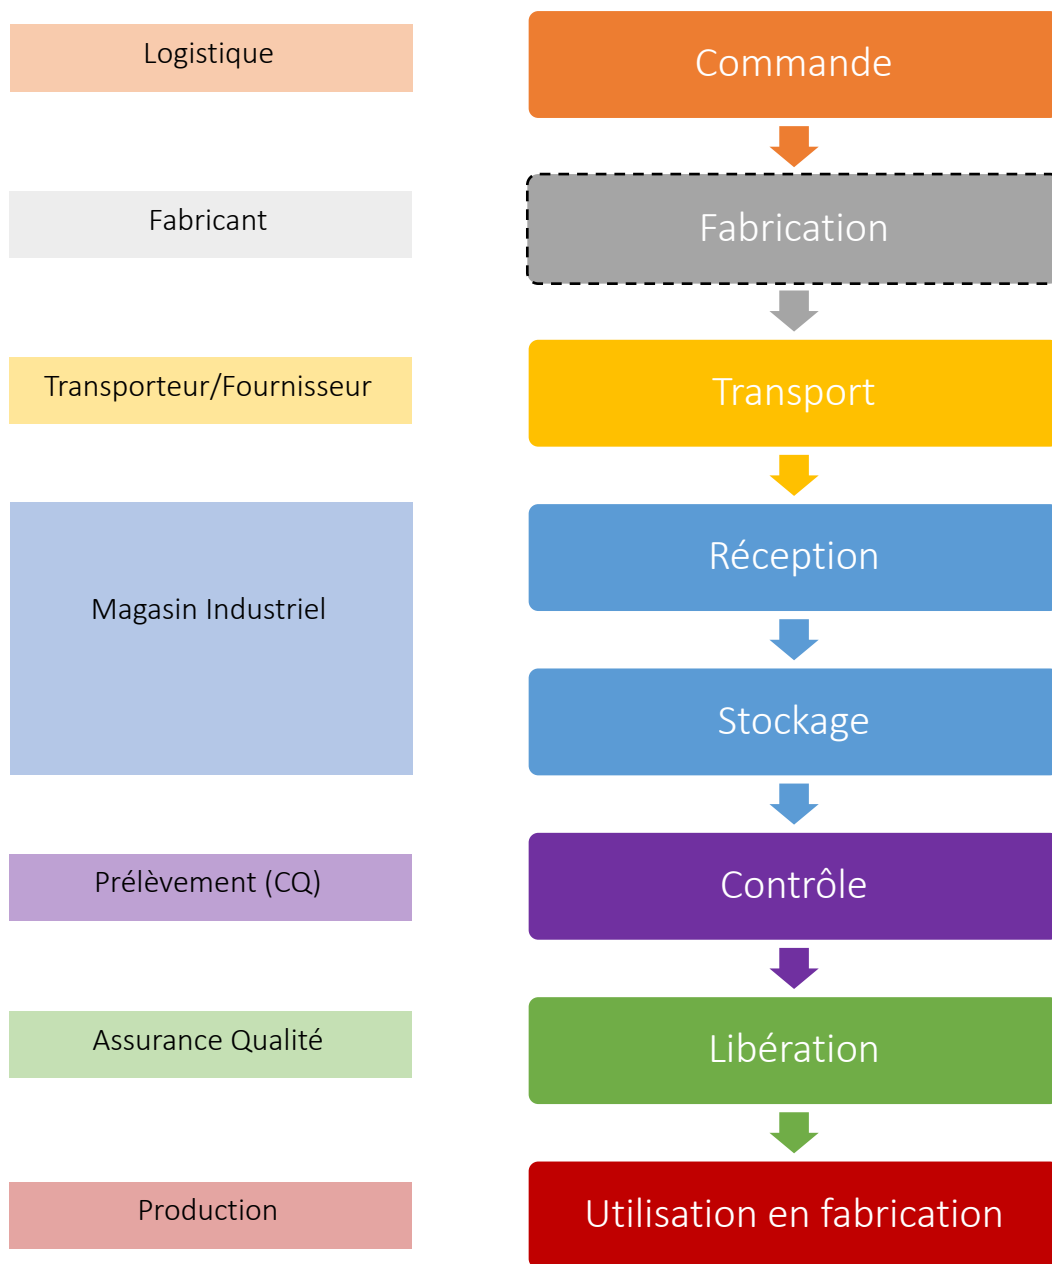 Logistique
Commande
Fabricant
Fabrication
Transporteur/Fournisseur
Transport
Réception
Magasin Industriel
Stockage
Prélèvement (CQ)
Contrôle
Assurance Qualité
Libération
Production
Utilisation en fabrication